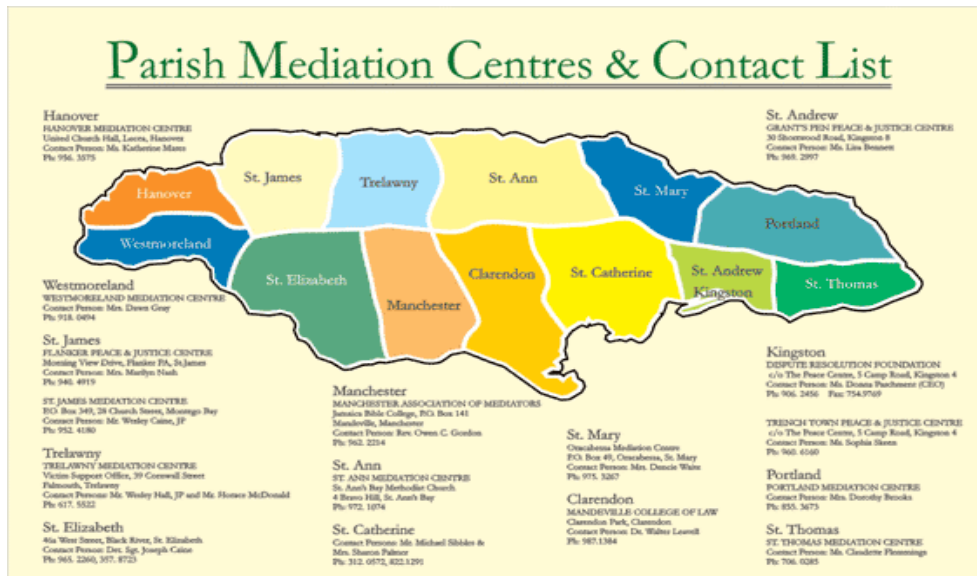 Parish Mediation Centres & Contact List
Hanover
HANOVER MEDIATION CENTRE
United Church Hall, Lucea, Hanover
Contact Person: Ms. Katherine Mares
Ph: 956. 3575
St. Andrew
GRANT'S PEN PEACE & JUSTICE CENTRE
30 Shortwood Road, Kingston 8
Contact Person: Ms. Liza Bennett
Ph: 969. 2997
Hanover
St. James
Trelawny
St. Ann
St. Mary
Portland
Westmoreland
St. Elizabeth
Manchester
Clarendon
St. Catherine
St. Andrew
Kingston
St. Thomas
Westmoreland
WESTMORELAND MEDIATION CENTRE
Contact Person: Mrs. Dawn Gray
Ph: 918. 0494
St. James
FLANKER PEACE & JUSTICE CENTRE
Morning View Drive, Flanker PA, St.James
Contact Person: Mrs. Marilyn Nash
Ph: 940. 4919
ST. JAMES MEDIATION CENTRE
P.O. Box 349, 28 Church Street, Montego Bay
Contact Person: Mr. Wesley Caine, JP
Ph: 952. 4180
Trelawny
TRELAWNY MEDIATION CENTRE
Victim Support Office, 39 Cornwall Street
Falmouth, Trelawny
Contact Persons: Mr. Wesley Hall, JP and Mr. Horace McDonald
Ph: 617. 5522
St. Elizabeth
46a West Street, Black River, St. Elizabeth
Contact Person: Det. Sgt. Joseph Caine
Ph: 965. 2260, 357. 8723
Manchester
MANCHESTER ASSOCIATION OF MEDIATORS
Jamaica Bible College, P.O. Box 141
Mandeville, Manchester
Contact Person: Rev. Owen C. Gordon
Ph: 962. 2214
St. Ann
ST. ANN MEDIATION CENTRE
St. Ann's Bay Methodist Church
4 Bravo Hill, St. Ann's Bay
Ph: 972. 1074
St. Catherine
Contact Persons: Mr. Michael Sibbles &
Mrs. Sharon Palmer
Ph: 312. 0572, 822.1291
St. Mary
Oracabessa Mediation Centre
P.O. Box 49, Oracabessa, St. Mary
Contact Person: Mrs. Duncie Waite
Ph: 975. 3267
Clarendon
MANDEVILLE COLLEGE OF LAW
Clarendon Park, Clarendon
Contact Person: Dr. Walter
Ph: 987.1384
Kingston
DISPUTE RESOLUTION FOUNDATION
c/o The Peace Centre, 5 Camp Road, Kingston 4
Contact Person: Ms. Donna Parchment (CEO)
Ph: 906. 2456 Fax: 754.9769
TRENCH TOWN PEACE & JUSTICE CENTRE
c/o The Peace Centre, 5 Camp Road, Kingston 4
Contact Person: Ms. Sophia Skeen
Ph: 960. 6160
Portland
PORTLAND MEDIATION CENTRE
Contact Person: Mrs. Dorothy Brooks
Ph: 855. 3673
St. Thomas
ST. THOMAS MEDIATION CENTRE
Contact Person: Ms. Claudette Flemmings
Ph: 706. 0285